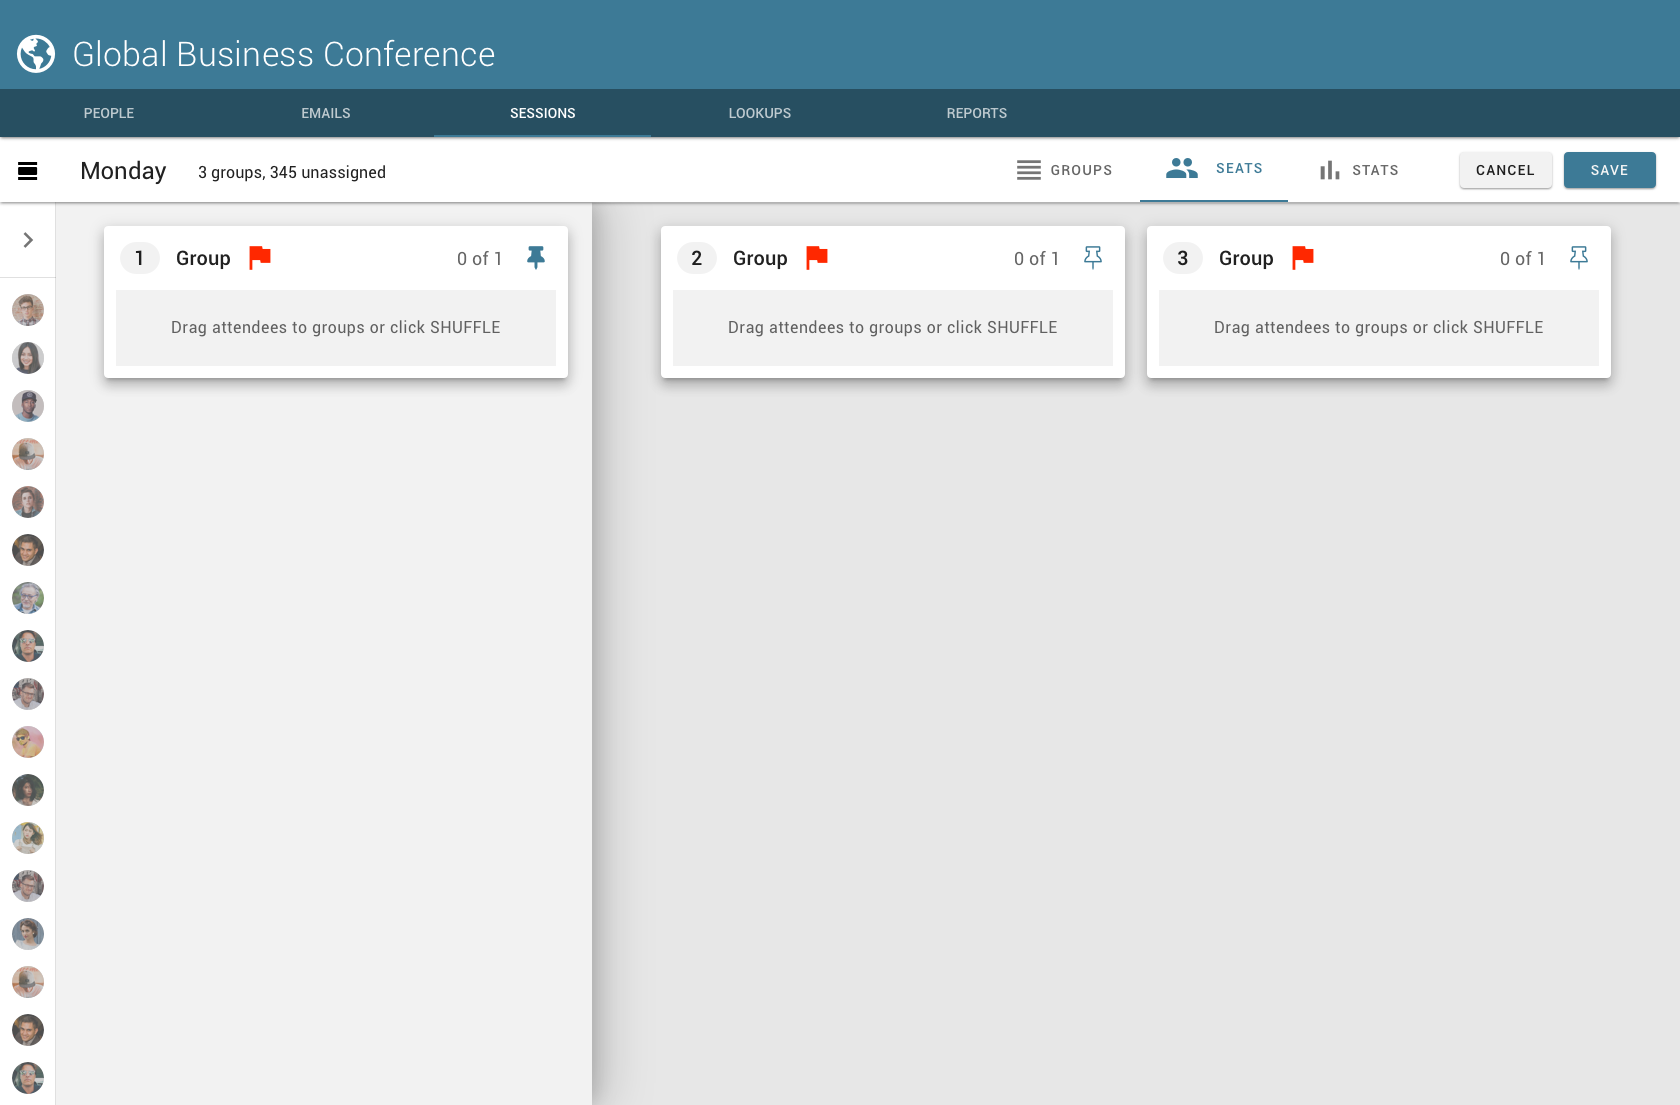 Global Business Conference
PEOPLE EMAILS SESSIONS LOOKUPS REPORTS
Monday 3 groups, 345 unassigned GROUPS SEATS STATS CANCEL SAVE
1 Group 0 of 1
Drag attendees to groups or click SHUFFLE
2 Group 0 of 1
Drag attendees to groups or click SHUFFLE
3 Group 0 of 1
Drag attendees to groups or click SHUFFLE